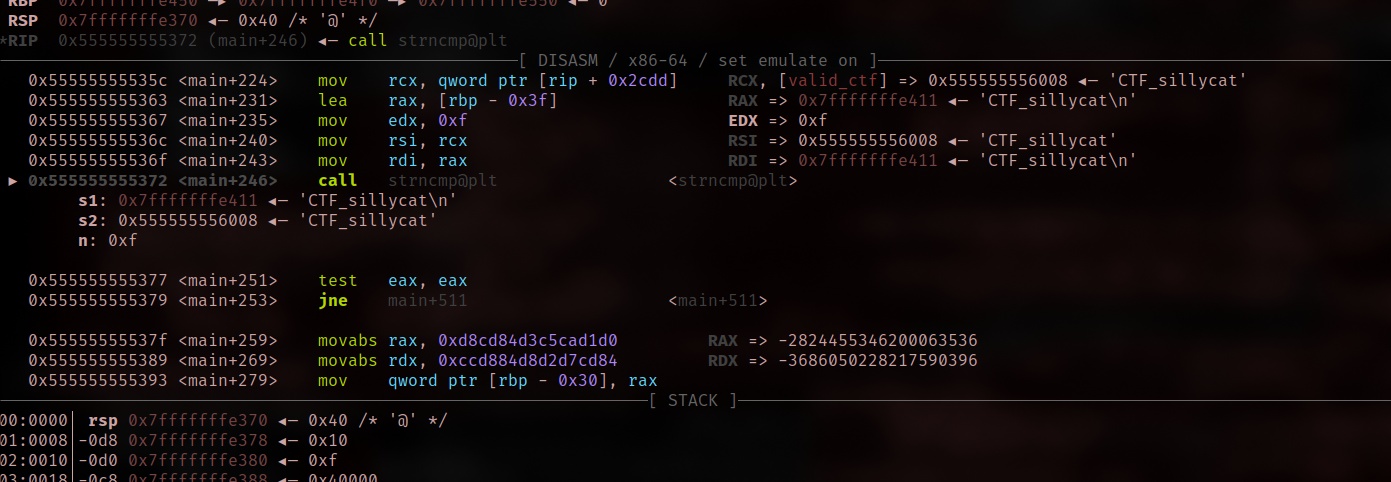 RBP 0x7fffffffe450 —▸ 0x7fffffffe4f0 —▸ 0x7fffffffe550 ◂— 0
RSP 0x7fffffffe370 ◂— 0x40 /* '@' */
*RIP 0x555555555372 (main+246) ◂— call strncmp@plt
[ DISASM / x86-64 / set emulate on ]
0x55555555535c <main+224> mov rcx, qword ptr [rip + 0x2cdd] RCX, [valid_ctf] => 0x555555556008 ◂— 'CTF_sillycat'
0x555555555363 <main+231> lea rax, [rbp - 0x3f] RAX => 0x7fffffffe411 ◂— 'CTF_sillycat\n'
0x555555555367 <main+235> mov edx, 0xf EDX => 0xf
0x55555555536c <main+240> mov rsi, rcx RSI => 0x555555556008 ◂— 'CTF_sillycat'
0x55555555536f <main+243> mov rdi, rax RDI => 0x7fffffffe411 ◂— 'CTF_sillycat\n'
► 0x555555555372 <main+246> call strncmp@plt <strncmp@plt>
s1: 0x7fffffffe411 ◂— 'CTF_sillycat\n'
s2: 0x555555556008 ◂— 'CTF_sillycat'
n: 0xf
0x555555555377 <main+251> test eax, eax
0x555555555379 <main+253> jne main+511 <main+511>
0x55555555537f <main+259> movabs rax, 0xd8cd84d3c5cad1d0 RAX => -2824455346200063536
0x555555555389 <main+269> movabs rdx, 0xccd884d8d2d7cd84 RDX => -3686050228217590396
0x555555555393 <main+279> mov qword ptr [rbp - 0x30], rax
[ STACK ]
00:0000│ rsp 0x7fffffffe370 ◂— 0x40 /* '@' */
01:0008│-0d8 0x7fffffffe378 ◂— 0x10
02:0010│-0d0 0x7fffffffe380 ◂— 0xf
03:0018│-0c8 0x7fffffffe388 ◂— 0x40000